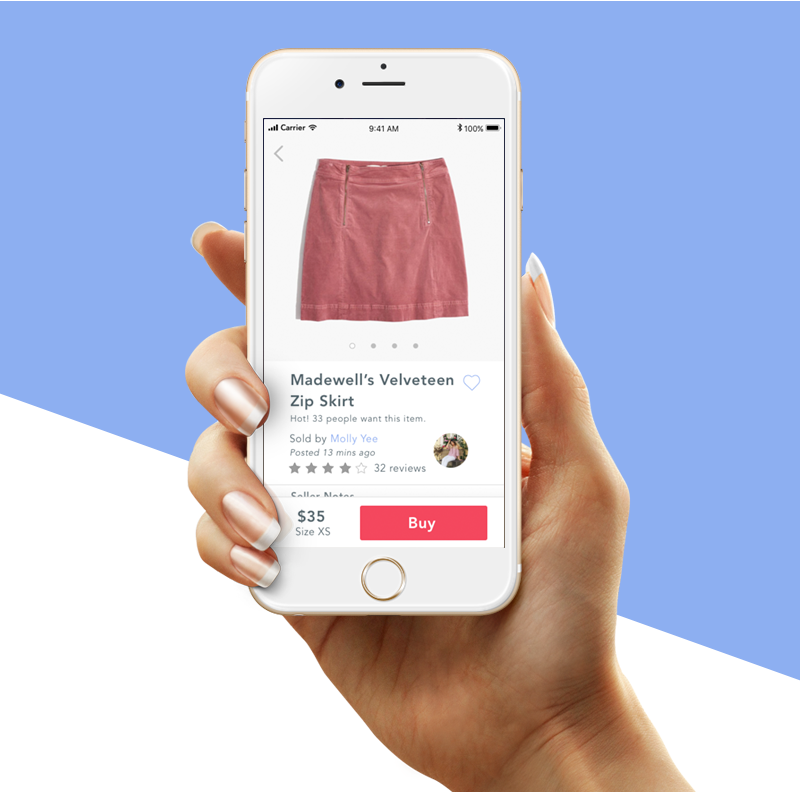 Carrier 9:41 AM 100%
Madewell's Velveteen
Zip Skirt
Hot! 33 people want this item.
Sold by Molly Yee
Posted 13 mins ago
32 reviews
Seller Notes
$35
Size XS
Buy